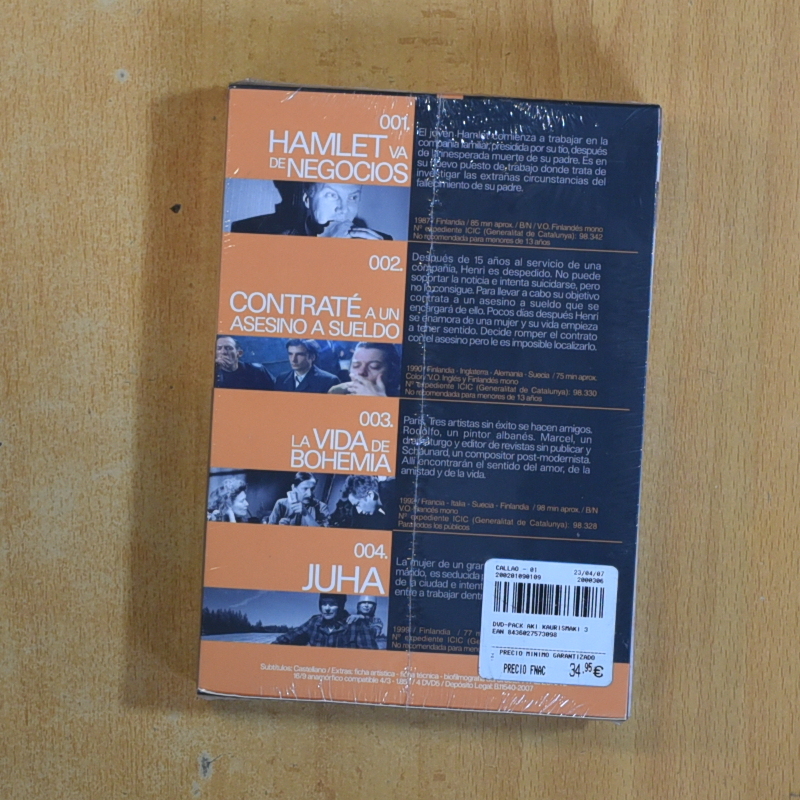 001.
HAMLET VA
DE NEGOCIOS
El joven Hamlet comienza a trabajar en la
compañía familiar, presidida por su tío, después
de la inesperada muerte de su padre. Es en
su nuevo puesto de trabajo donde trata de
investigar las extrañas circunstancias del
fallecimiento de su padre.
1987 / Finlandia / 85 min aprox. / B/N / V.O. Finlandés mono
Nº expediente ICIC (Generalitat de Catalunya): 98.342
No recomendada para menores de 13 años
002.
CONTRATÉ A UN
ASESINO A SUELDO
Después de 15 años al servicio de una
compañía, Henri es despedido. No puede
soportar la noticia e intenta suicidarse, pero
no lo consigue. Para llevar a cabo su objetivo
contrata a un asesino a sueldo que se
encargará de ello. Pocos días después Henri
se enamora de una mujer y su vida empieza
a tener sentido. Decide romper el contrato
con el asesino pero le es imposible localizarlo.
1990 / Finlandia - Inglaterra - Alemania - Suecia / 75 min aprox.
Color / V.O. Inglés y Finlandés mono
Nº expediente ICIC (Generalitat de Catalunya): 98.330
No recomendada para menores de 13 años
003.
LA VIDA DE
BOHEMIA
París. Tres artistas sin éxito se hacen amigos.
Rodolfo, un pintor albanés. Marcel, un
dramaturgo y editor de revistas sin publicar y
Schaunard, un compositor post-modernista.
Allí encontrarán el sentido del amor, de la
amistad y de la vida.
/ Francia - Italia - Suecia - Finlandia / 98 min aprox. / B/N
V.O. Francés mono
Nº expediente ICIC (Generalitat de Catalunya): 98.328
Para todos los públicos
004.
JUHA
La mujer de un gran
marido, es seducida p
de la ciudad e intent
entre a trabajar dent
1999 / Finlandia / 77 m
Nº expediente ICIC (Gene
No recomendada para men
CALLAO - 01 23/04/07
200201090109 2000306
DVD-PACK AKI KAURISMAKI 3
EAN 8436027573098
PRECIO MINIMO GARANTIZADO
PRECIO FNAC 34.95 €
Subtítulos: Castellano / Extras: ficha artística - ficha técnica - biofilmografía
16/9 anagnórfico compatible 4/3 - 1.85:1 / 4 DVD5 / Depósito Legal: B.11540-2007